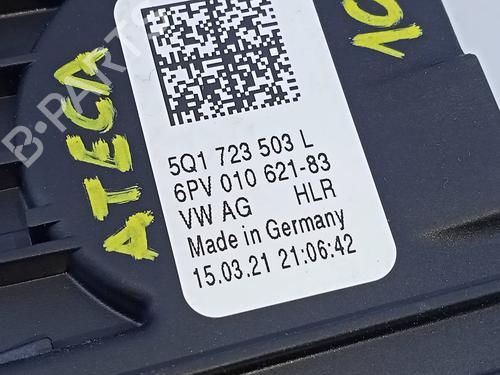 B-PARTS
ATECA
10
5Q1 723 503 L
6PV 010 621-83
VW AG HLR
Made in Germany
15.03.21 21:06:42